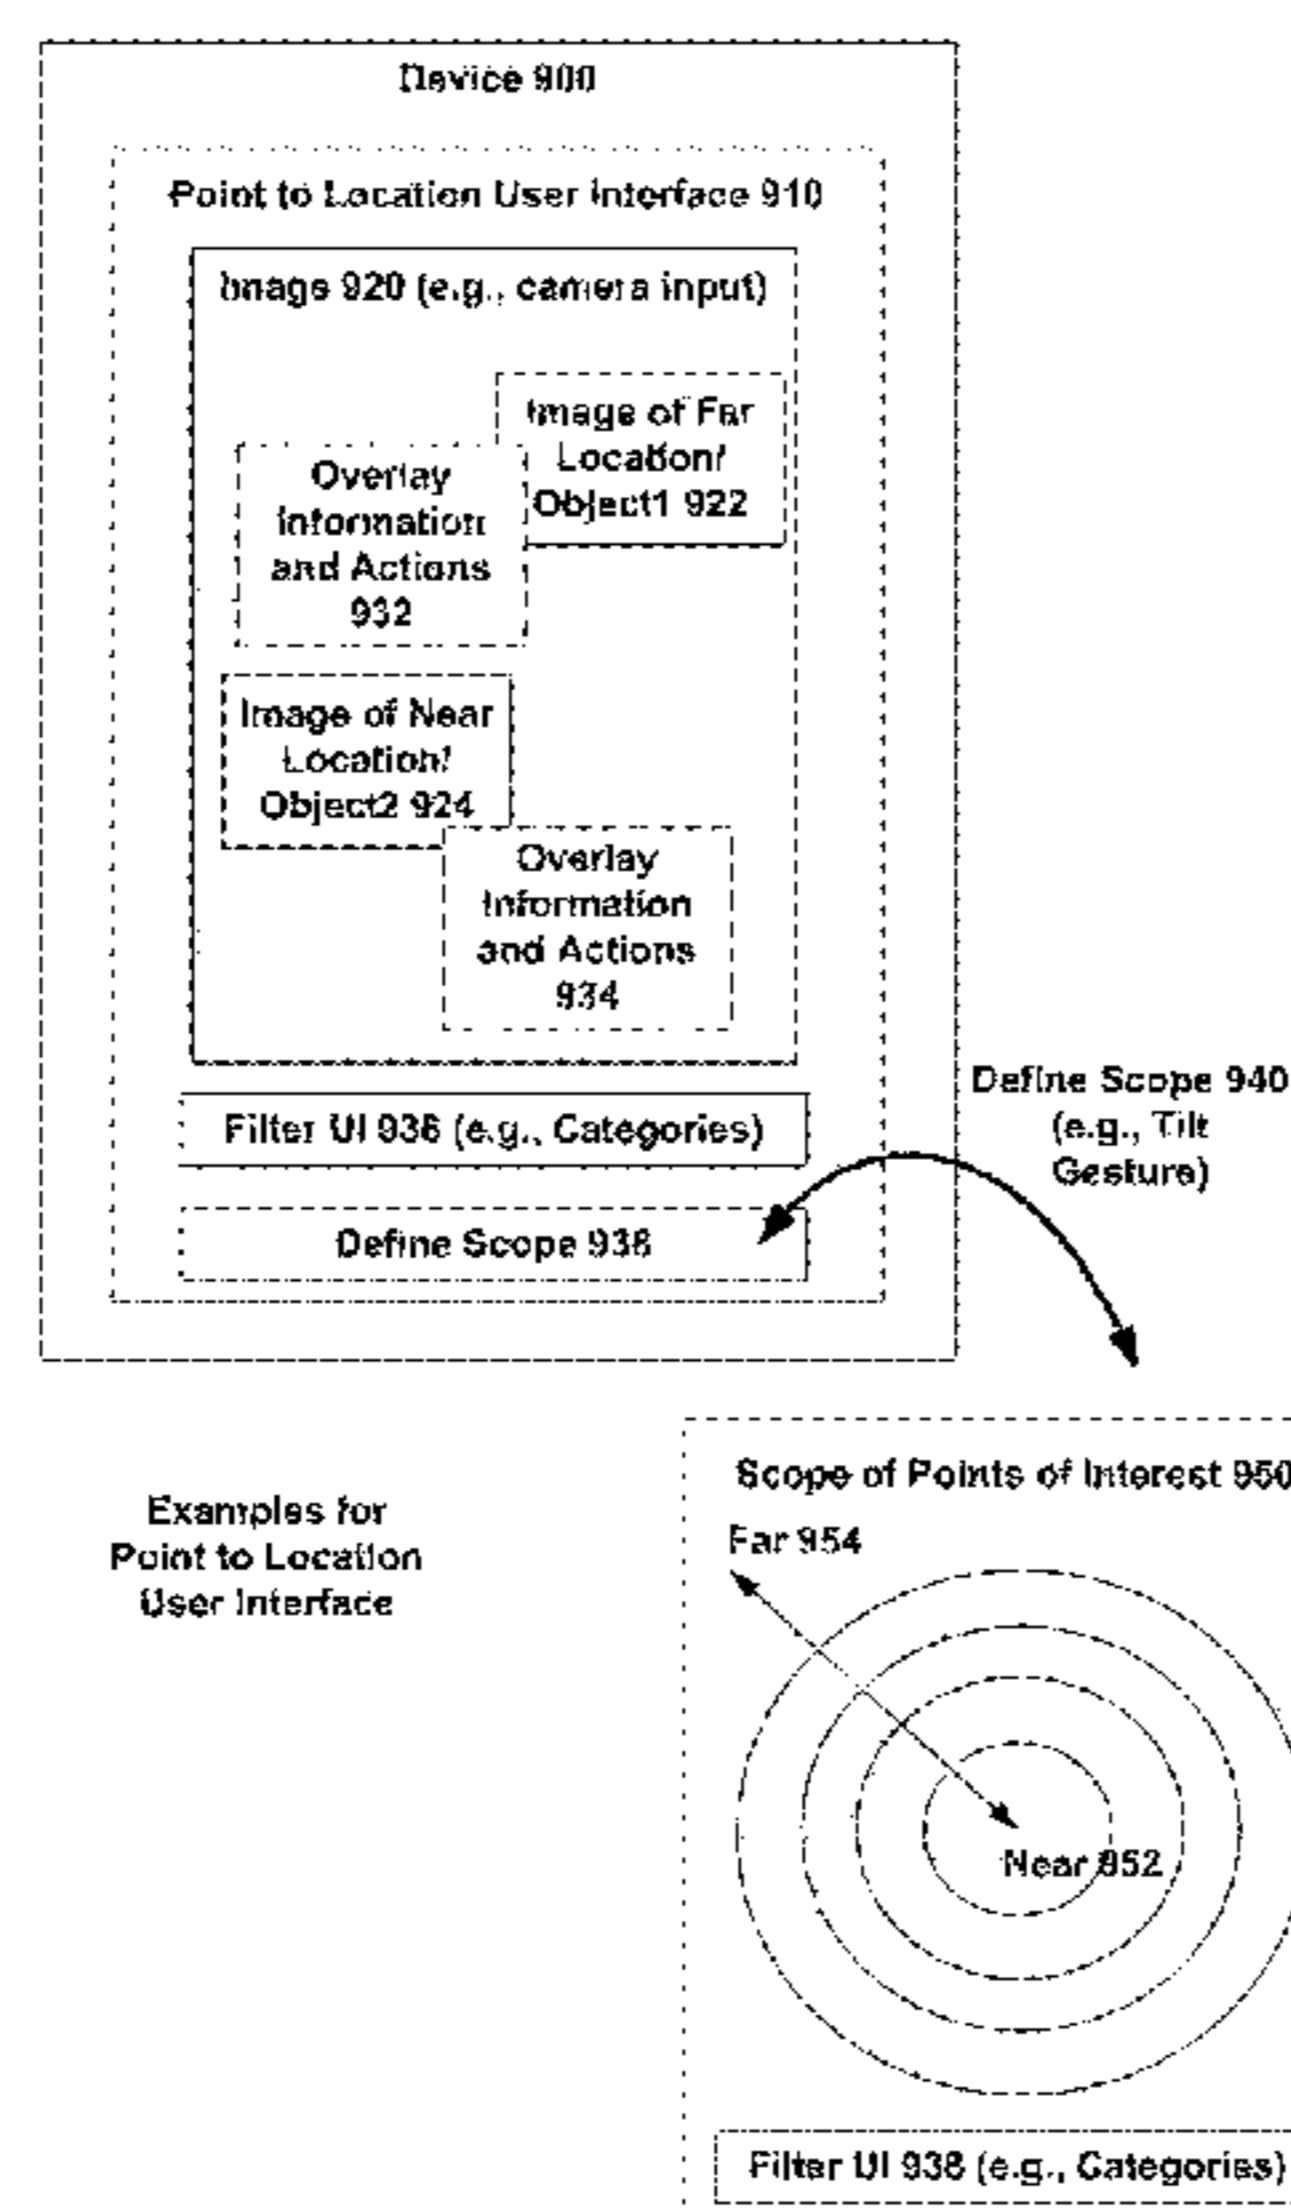 Device 900
Point to Location User Interface 910
Image 920 (e.g., camera input)
Image of Far
Location/
Object1 922
Overlay
Information
and Actions
932
Image of Near
Location/
Object2 924
Overlay
Information
and Actions
934
Filter UI 936 (e.g., Categories)
Define Scope 938
Define Scope 940
(e.g., Tilt
Gesture)
Examples for
Point to Location
User Interface
Scope of Points of Interest 950
Far 954
Near 952
Filter UI 938 (e.g., Categories)